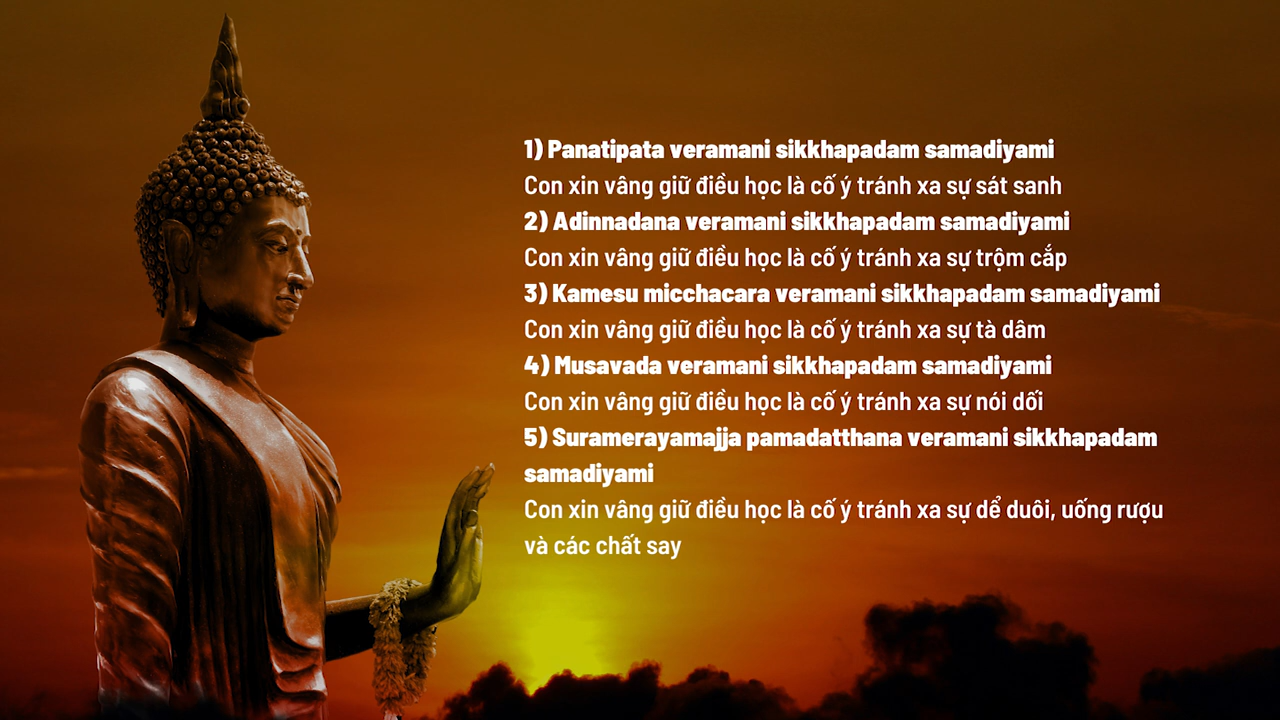 1) Panatipata veramani sikkhapadam samadiyami
Con xin vâng giữ điều học là cố ý tránh xa sự sát sanh
2) Adinnadana veramani sikkhapadam samadiyami
Con xin vâng giữ điều học là cố ý tránh xa sự trộm cắp
3) Kamesu micchacara veramani sikkhapadam samadiyami
Con xin vâng giữ điều học là cố ý tránh xa sự tà dâm
4) Musavada veramani sikkhapadam samadiyami
Con xin vâng giữ điều học là cố ý tránh xa sự nói dối
5) Suramerayamajja pamadatthana veramani sikkhapadam
samadiyami
Con xin vâng giữ điều học là cố ý tránh xa sự dể duôi, uống rượu
và các chất say